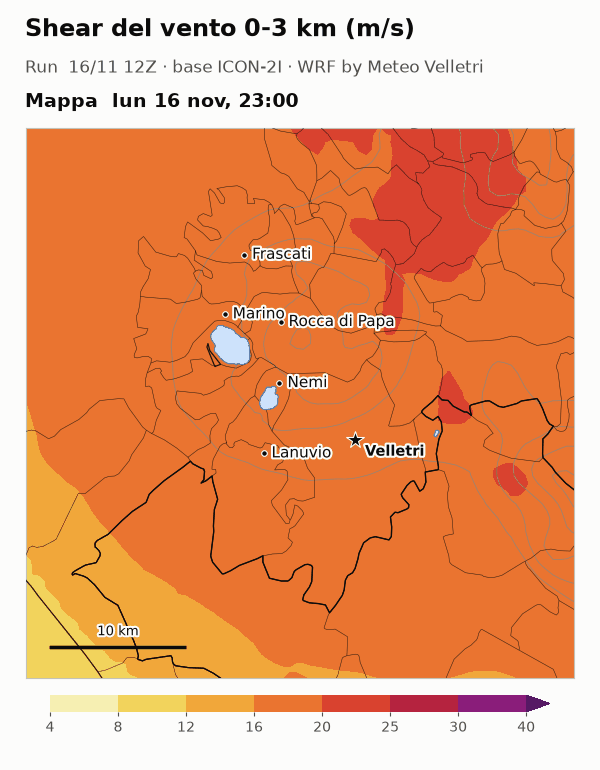 Shear del vento 0-3 km (m/s)
Run  16/11 12Z · base ICON-2I · WRF by Meteo Velletri
Mappa  lun 16 nov, 23:00
Frascati
Marino
Rocca di Papa
Nemi
Velletri
Lanuvio
10 km
4 8 12 16 20 25 30 40